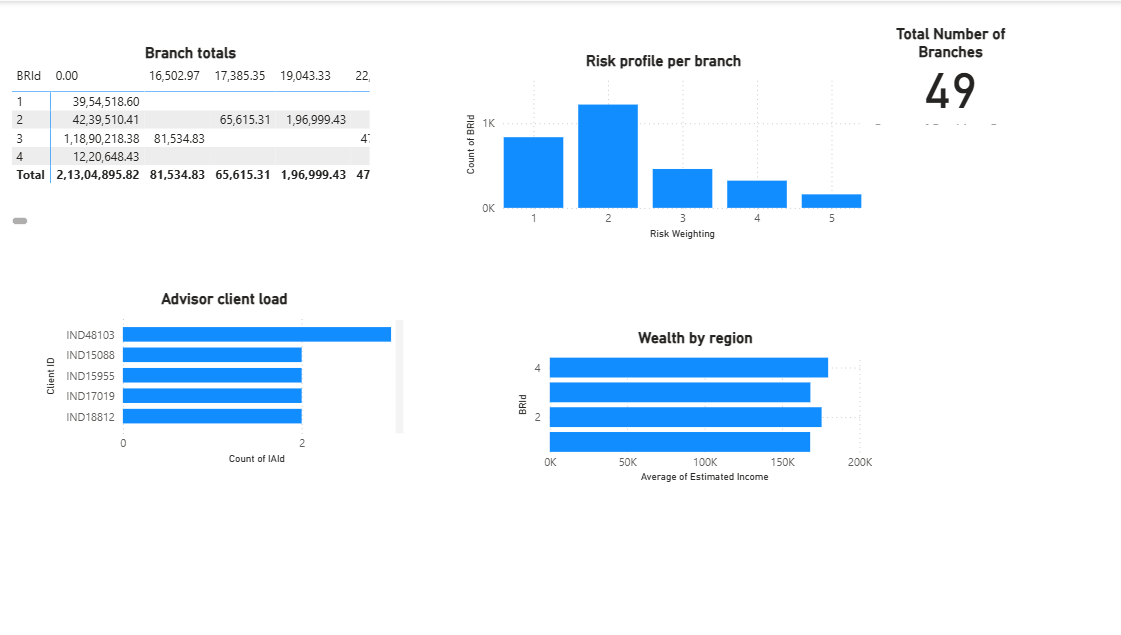 Branch totals
BRId 0.00 16,502.97 17,385.35 19,043.33 22,
1 39,54,518.60
2 42,39,510.41 65,615.31 1,96,999.43
3 1,18,90,218.38 81,534.83 47
4 12,20,648.43
Total 2,13,04,895.82 81,534.83 65,615.31 1,96,999.43 47
Risk profile per branch
Count of BRId
1K
0K
1 2 3 4 5
Risk Weighting
Total Number of
Branches
49
Advisor client load
Client ID
IND48103
IND15088
IND15955
IND17019
IND18812
0 2
Count of IAId
Wealth by region
BRId
4
2
0K 50K 100K 150K 200K
Average of Estimated Income